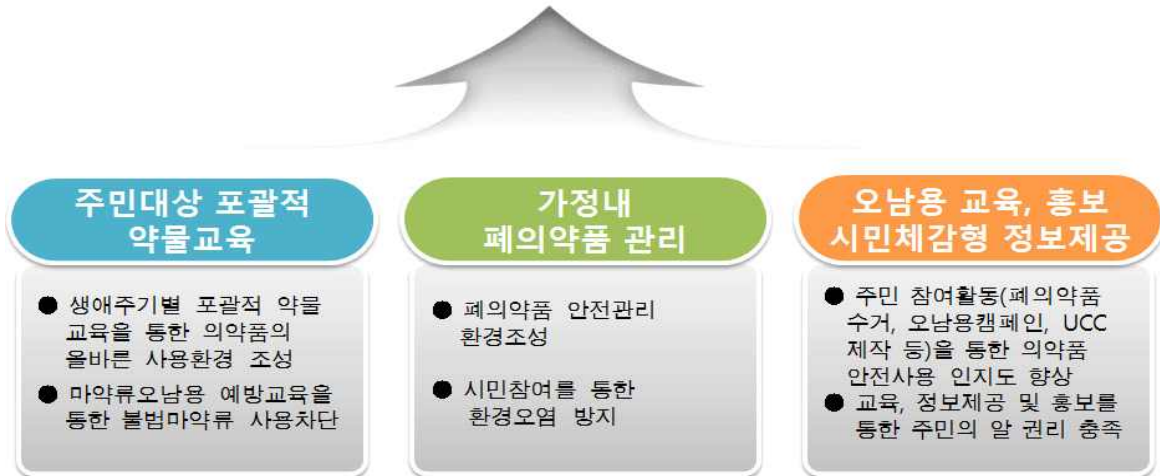 주민대상 포괄적
약물교육
● 생애주기별 포괄적 약물
교육을 통한 의약품의
올바른 사용환경 조성
● 마약류오남용 예방교육을
통한 불법마약류 사용차단
가정내
폐의약품 관리
● 폐의약품 안전관리
환경조성
● 시민참여를 통한
환경오염 방지
오남용 교육, 홍보
시민체감형 정보제공
● 주민 참여활동(폐의약품
수거, 오남용캠페인, UCC
제작 등)을 통한 의약품
안전사용 인지도 향상
● 교육, 정보제공 및 홍보를
통한 주민의 알 권리 충족